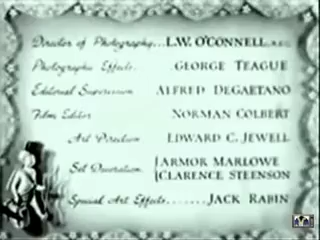 Director of Photography...L.W. O'CONNELL, A.S.C.
Photographic Effects. GEORGE TEAGUE
Editorial Supervision ALFRED DEGAETANO
Film Editor NORMAN COLBERT
Art Direction EDWARD C. JEWELL
Set Decoration {ARMOR MARLOWE
CLARENCE STEENSON
Special Art Effects.......JACK RABIN